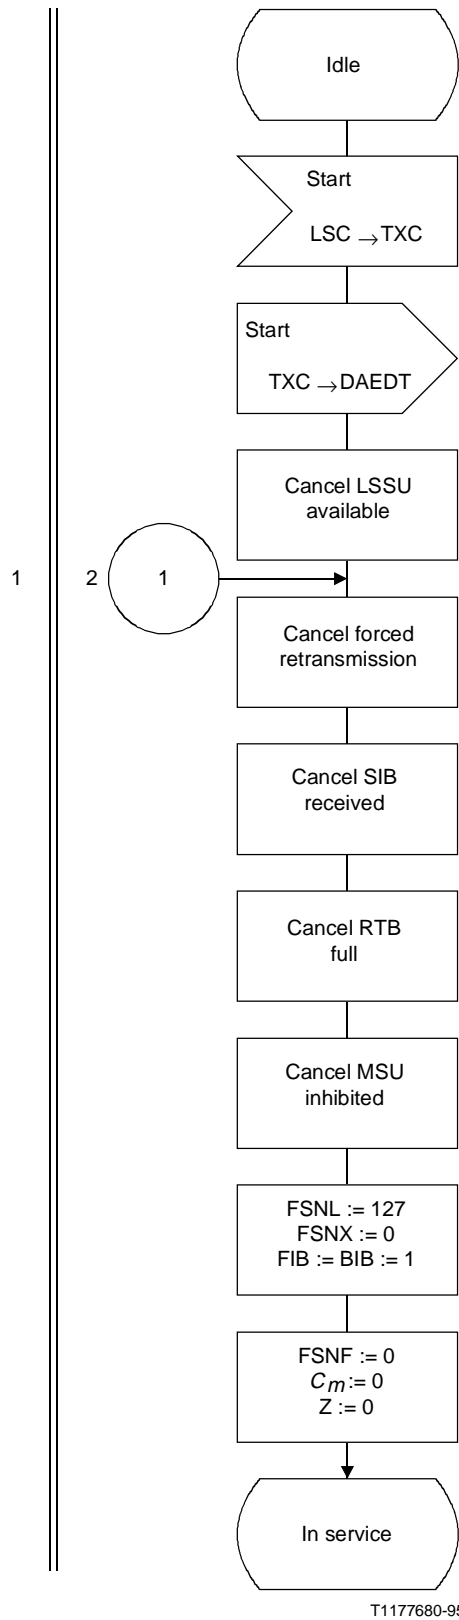 Idle
Start
LSC → TXC
Start
TXC → DAEDT
Cancel LSSU
available
1
2
1
Cancel forced
retransmission
Cancel SIB
received
Cancel RTB
full
Cancel MSU
inhibited
FSNL := 127
FSNX := 0
FIB := BIB := 1
FSNF := 0
Cm := 0
Z := 0
In service
T1177680-95